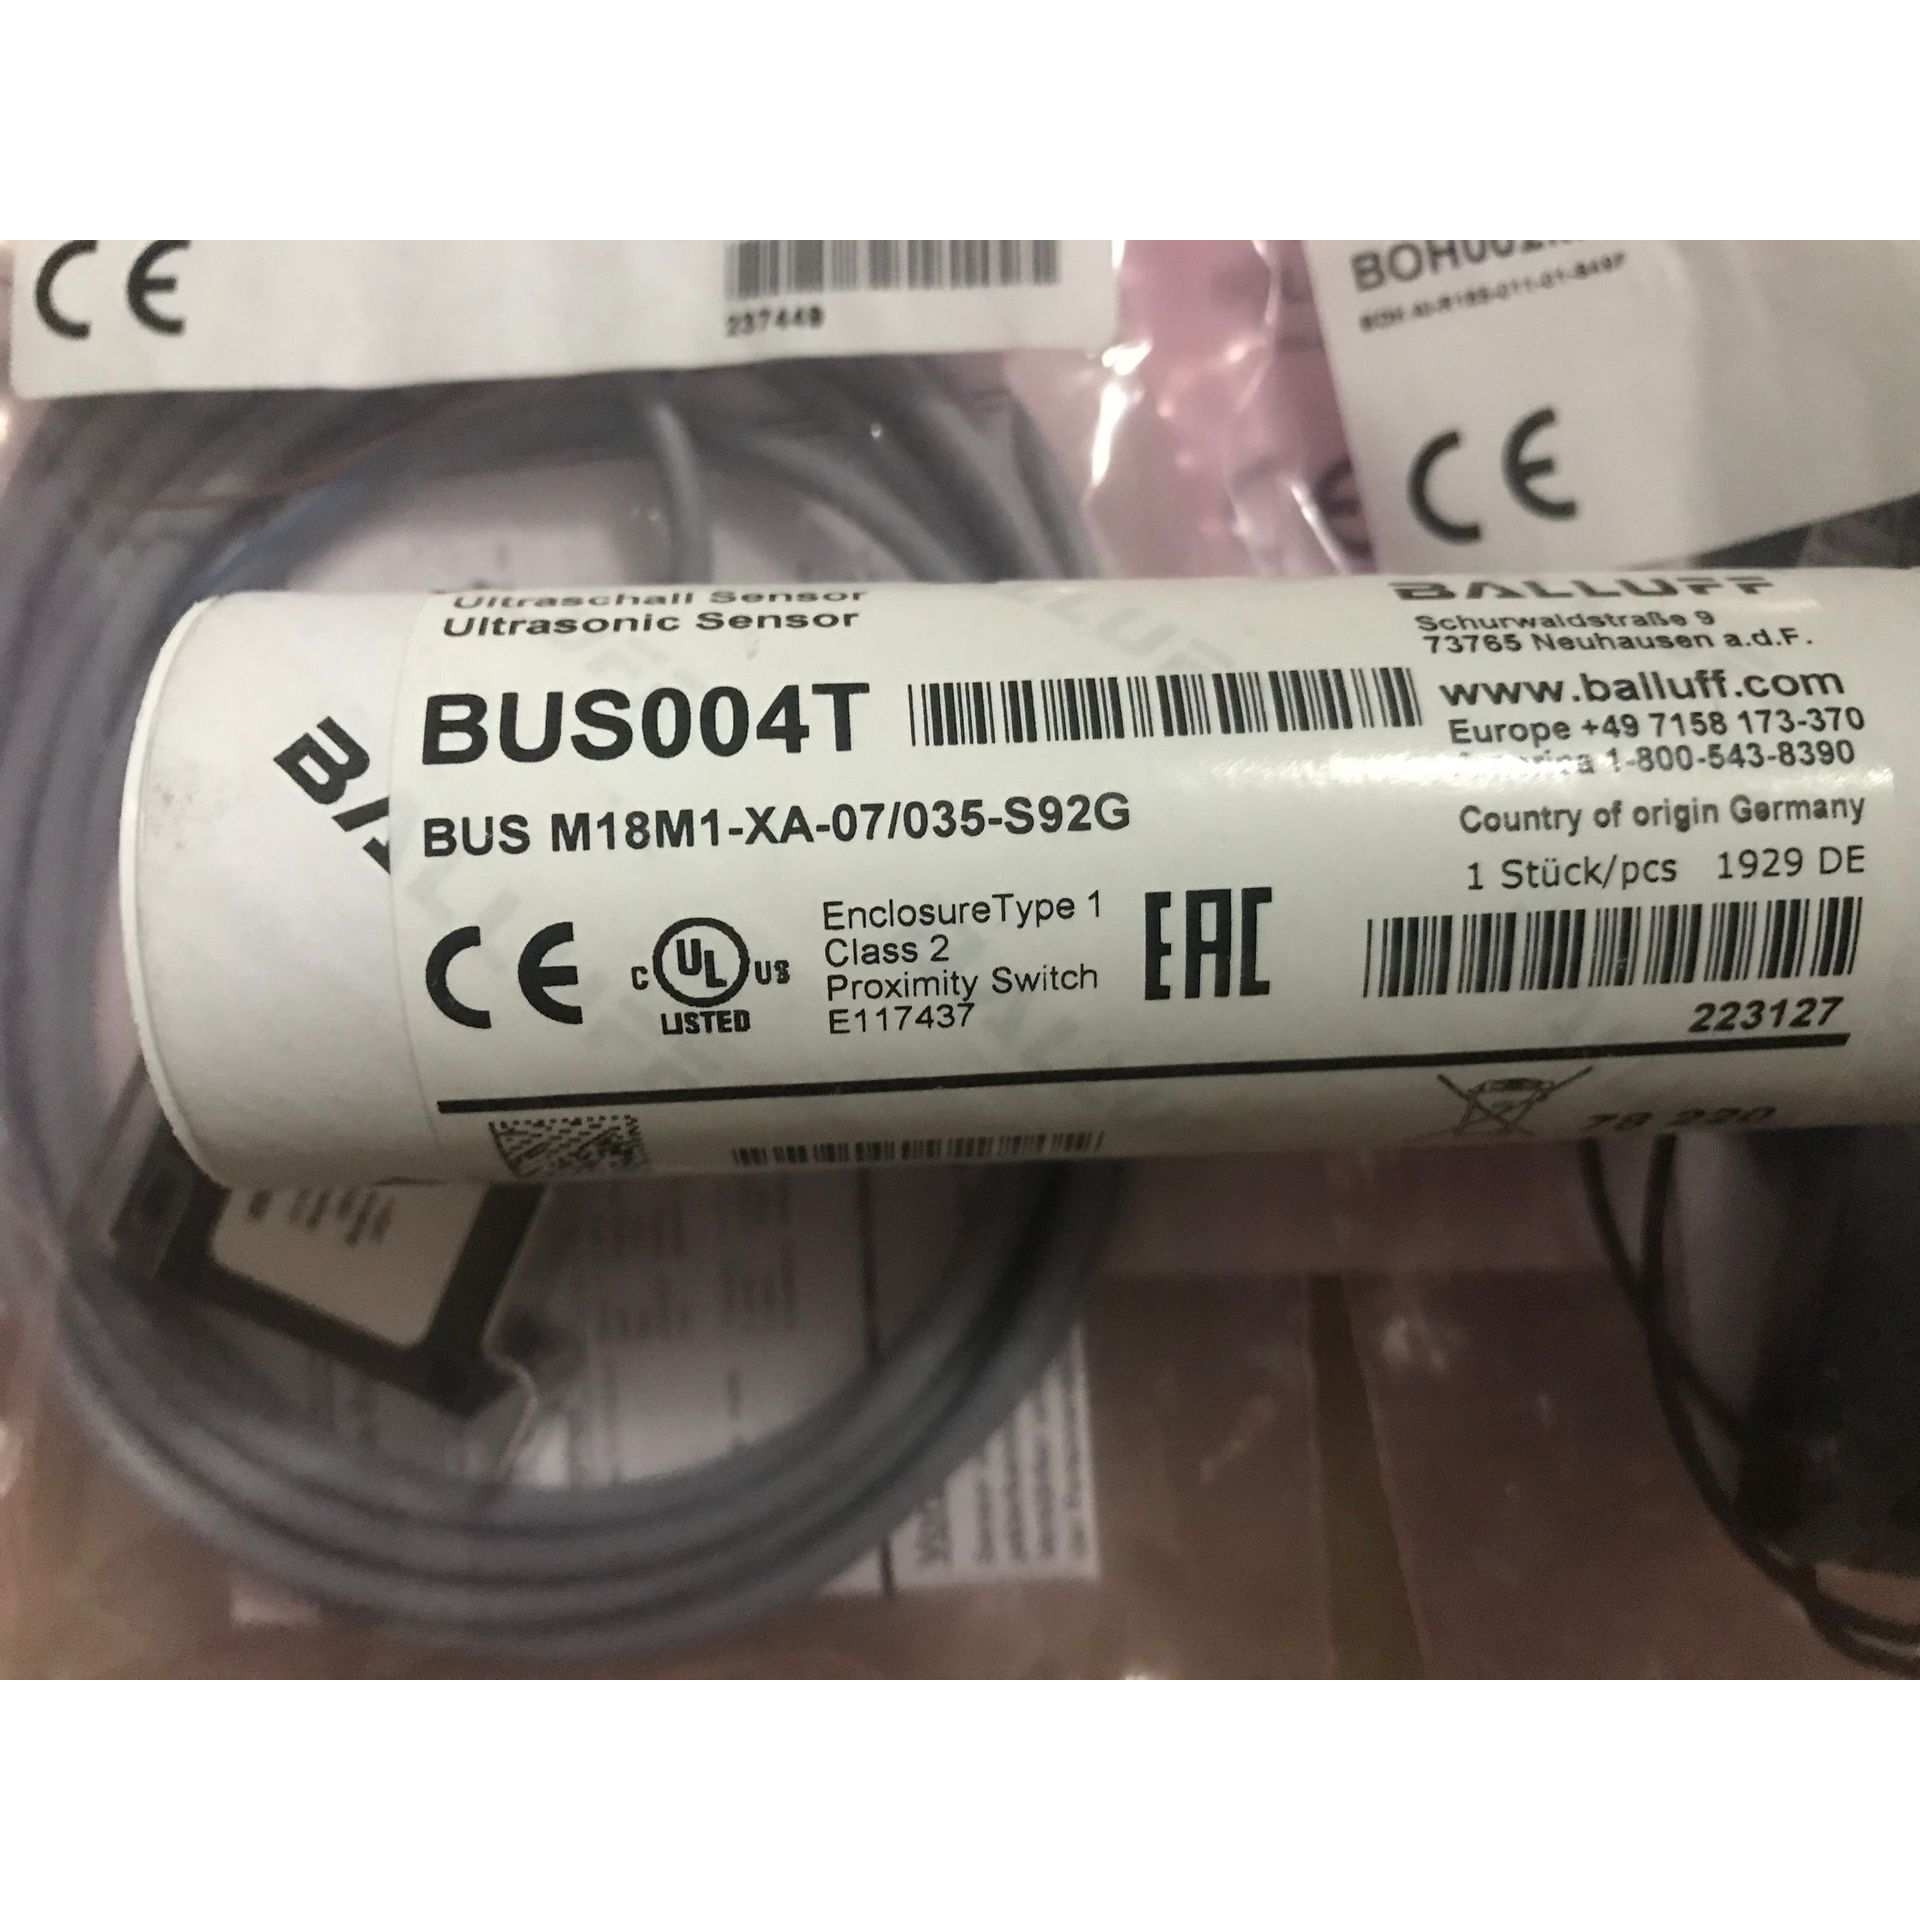 CE
237449
CE
Ultraschall Sensor
Ultrasonic Sensor
BUS004T
BUS M18M1-XA-07/035-S92G
CE
C UL US
LISTED
EnclosureType 1
Class 2
Proximity Switch
E117437
EAC
BALLUFF
Schurwaldstraße 9
73765 Neuhausen a.d.F.
www.balluff.com
Europe +49 7158 173-370
1-800-543-8390
Country of origin Germany
1 Stück/pcs 1929 DE
223127